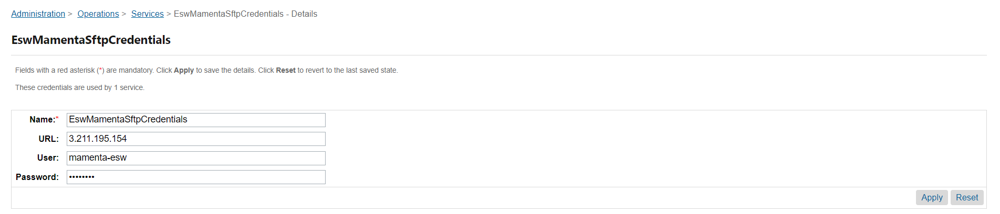 Administration > Operations > Services > EswMamentaSftpCredentials - Details
EswMamentaSftpCredentials
Fields with a red asterisk (*) are mandatory. Click Apply to save the details. Click Reset to revert to the last saved state.
These credentials are used by 1 service.
Name:* EswMamentaSftpCredentials
URL: 3.211.195.154
User: mamenta-esw
Password: ••••••••
Apply Reset